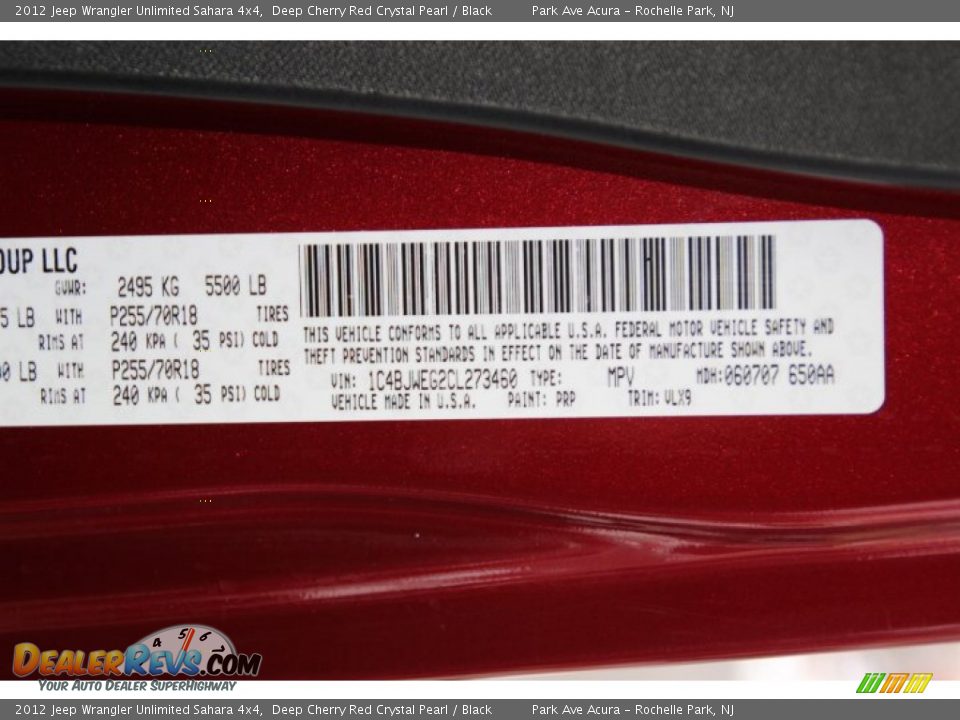 2012 Jeep Wrangler Unlimited Sahara 4x4, Deep Cherry Red Crystal Pearl / Black Park Ave Acura - Rochelle Park, NJ
OUP LLC
GVWR: 2495 KG 5500 LB
5 LB WITH P255/70R18 TIRES
RIMS AT 240 KPA ( 35 PSI) COLD
0 LB WITH P255/70R18 TIRES
RIMS AT 240 KPA ( 35 PSI) COLD
THIS VEHICLE CONFORMS TO ALL APPLICABLE U.S.A. FEDERAL MOTOR VEHICLE SAFETY AND
THEFT PREVENTION STANDARDS IN EFFECT ON THE DATE OF MANUFACTURE SHOWN ABOVE.
VIN: 1C4BJWEG2CL273460 TYPE: MPV MDH:060707 650AA
VEHICLE MADE IN U.S.A. PAINT: PRP TRIM: VLX9
4 5 6
DealerRevs.com
Your Auto Dealer SuperHighway
2012 Jeep Wrangler Unlimited Sahara 4x4, Deep Cherry Red Crystal Pearl / Black Park Ave Acura - Rochelle Park, NJ